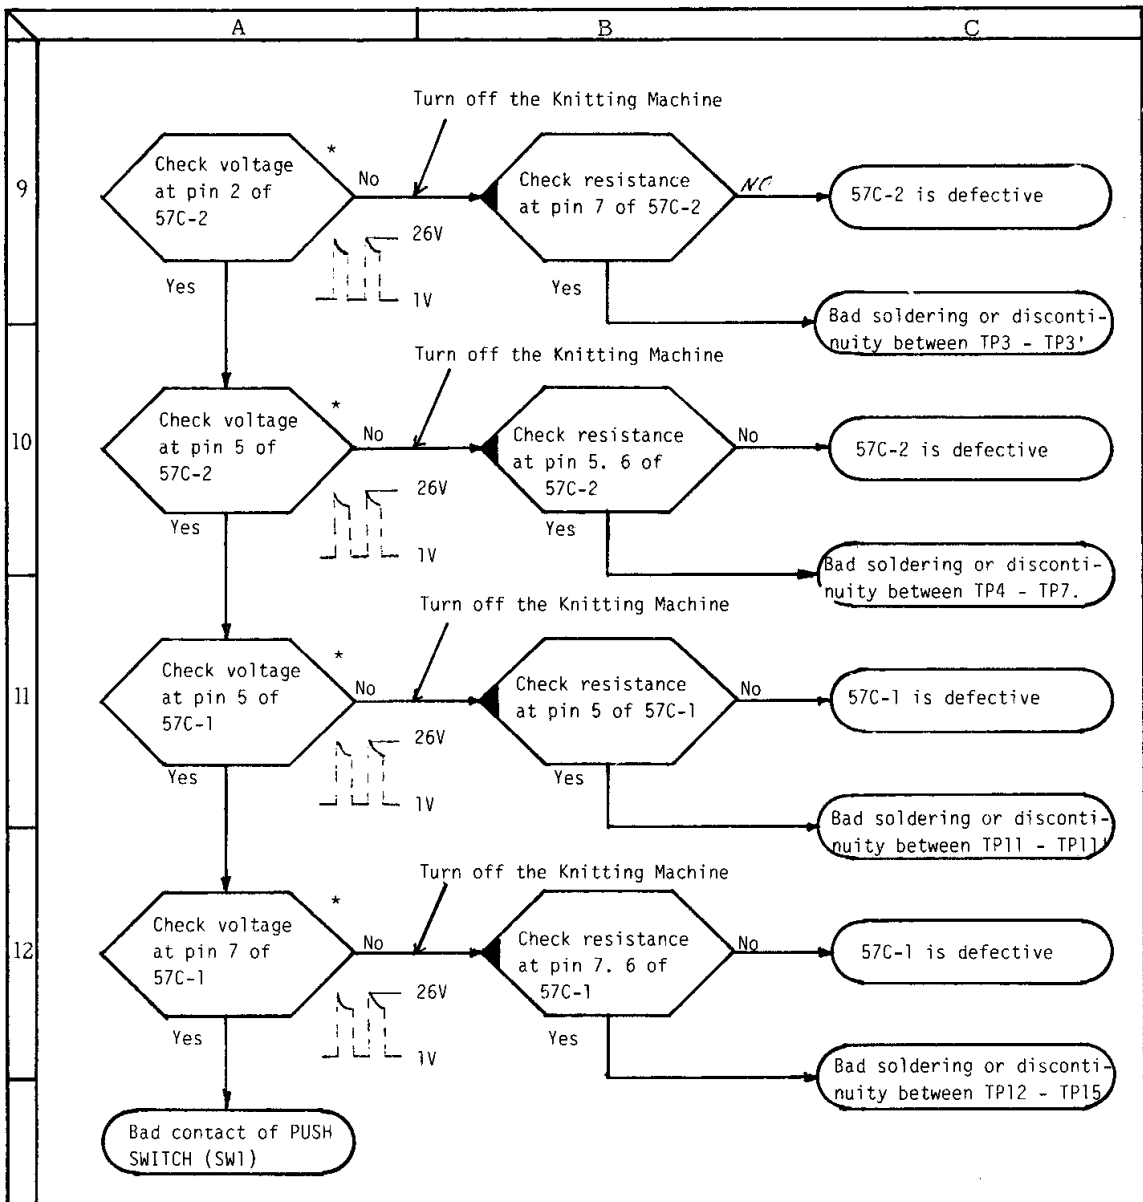 A B C
9
Turn off the Knitting Machine
Check voltage
at pin 2 of
57C-2
*
No
26V
1V
Yes
Check resistance
at pin 7 of 57C-2
NO
Yes
57C-2 is defective
Bad soldering or disconti-
nuity between TP3 - TP3'
10
Turn off the Knitting Machine
Check voltage
at pin 5 of
57C-2
*
No
26V
1V
Yes
Check resistance
at pin 5. 6 of
57C-2
No
Yes
57C-2 is defective
Bad soldering or disconti-
nuity between TP4 - TP7.
11
Turn off the Knitting Machine
Check voltage
at pin 5 of
57C-1
*
No
26V
1V
Yes
Check resistance
at pin 5 of 57C-1
No
Yes
57C-1 is defective
Bad soldering or disconti-
nuity between TP11 - TP11'
12
Turn off the Knitting Machine
Check voltage
at pin 7 of
57C-1
*
No
26V
1V
Yes
Check resistance
at pin 7. 6 of
57C-1
No
Yes
57C-1 is defective
Bad soldering or disconti-
nuity between TP12 - TP15
Bad contact of PUSH
SWITCH (SW1)